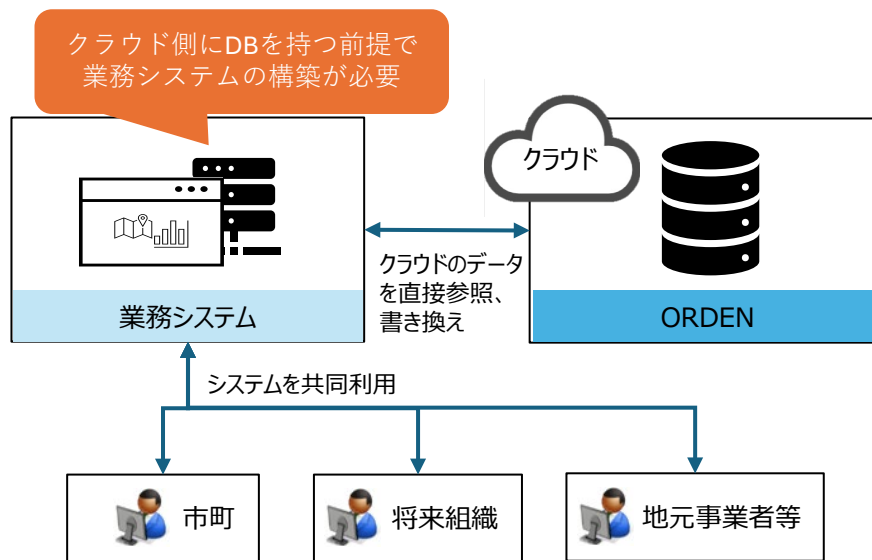 クラウド側にDBを持つ前提で
業務システムの構築が必要
クラウド
クラウドのデータ
を直接参照、
書き換え
業務システム
ORDEN
システムを共同利用
市町
将来組織
地元事業者等